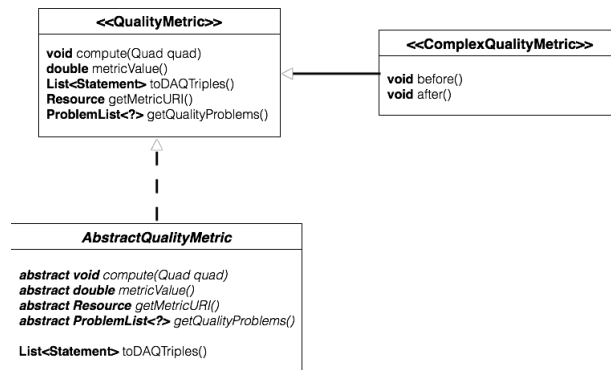 <<QualityMetric>>
void compute(Quad quad)
double metricValue()
List<Statement> toDAQTriples()
Resource getMetricURI()
ProblemList<?> getQualityProblems()
<<ComplexQualityMetric>>
void before()
void after()
AbstractQualityMetric
abstract void compute(Quad quad)
abstract double metricValue()
abstract Resource getMetricURI()
abstract ProblemList<?> getQualityProblems()
List<Statement> toDAQTriples()